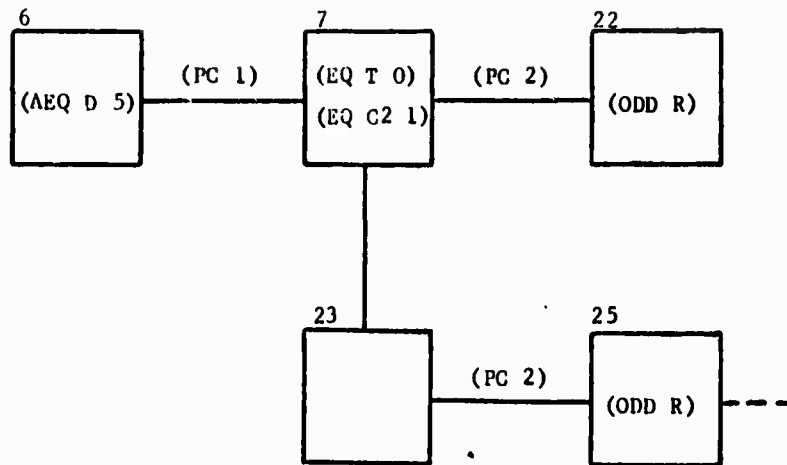 6 7 22
(PC 1) (EQ T 0) (PC 2)
(AEQ D 5) (EQ C2 1) (ODD R)
23 25
(PC 2)
(ODD R)